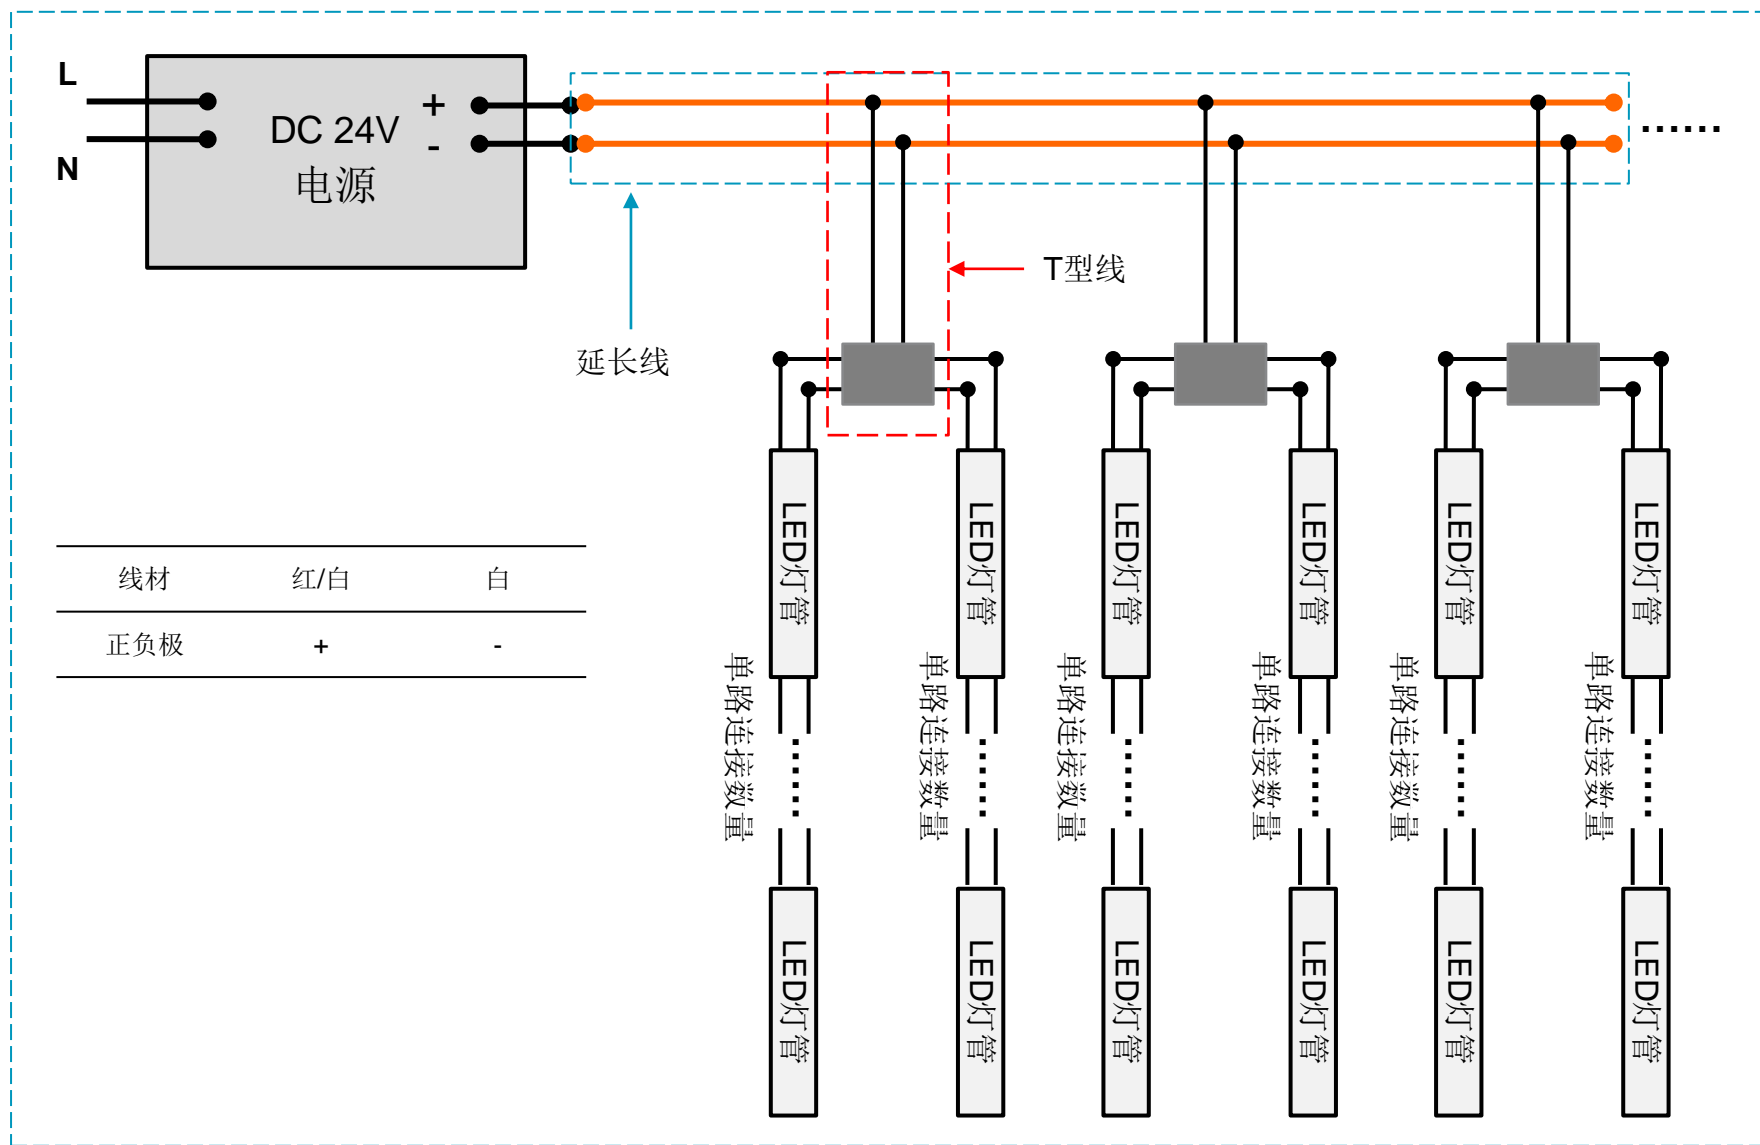 L
N
DC 24V
电源
+
-
......
T型线
延长线
线材 红/白 白
正负极 + -
LED灯管
LED灯管
LED灯管
LED灯管
LED灯管
LED灯管
单路连接数量
单路连接数量
单路连接数量
单路连接数量
单路连接数量
单路连接数量
LED灯管
LED灯管
LED灯管
LED灯管
LED灯管
LED灯管